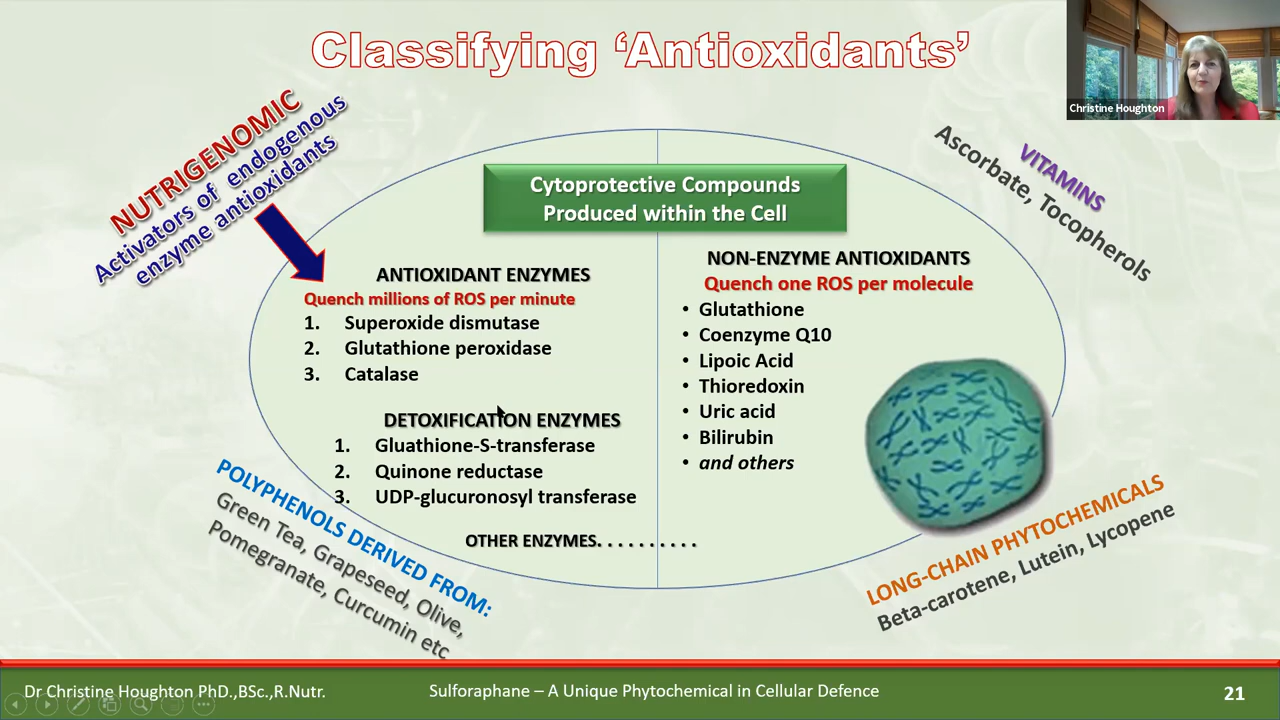 Classifying ‘Antioxidants’
Christine Houghton
NUTRIGENOMIC
Activators of endogenous
enzyme antioxidants
VITAMINS
Ascorbate, Tocopherols
Cytoprotective Compounds
Produced within the Cell
ANTIOXIDANT ENZYMES
Quench millions of ROS per minute
1. Superoxide dismutase
2. Glutathione peroxidase
3. Catalase
DETOXIFICATION ENZYMES
1. Gluathione-S-transferase
2. Quinone reductase
3. UDP-glucuronosyl transferase
OTHER ENZYMES. . . . . . . . . .
NON-ENZYME ANTIOXIDANTS
Quench one ROS per molecule
• Glutathione
• Coenzyme Q10
• Lipoic Acid
• Thioredoxin
• Uric acid
• Bilirubin
• and others
POLYPHENOLS DERIVED FROM:
Green Tea, Grapeseed, Olive,
Pomegranate, Curcumin etc
LONG-CHAIN PHYTOCHEMICALS
Beta-carotene, Lutein, Lycopene
Dr Christine Houghton PhD.,BSc.,R.Nutr.
Sulforaphane – A Unique Phytochemical in Cellular Defence
21